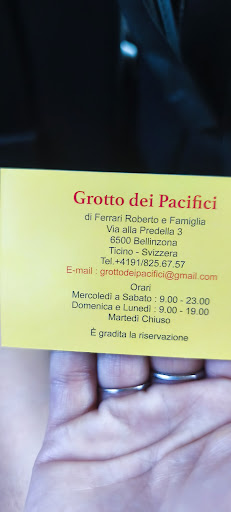 Grotto dei Pacifici
di Ferrari Roberto e Famiglia
Via alla Predella 3
6500 Bellinzona
Ticino - Svizzera
Tel.+4191/825.67.57
E-mail : grottodeipacifici@gmail.com
Orari
Mercoledì a Sabato : 9.00 - 23.00
Domenica e Lunedì : 9.00 - 19.00
Martedì Chiuso
È gradita la riservazione